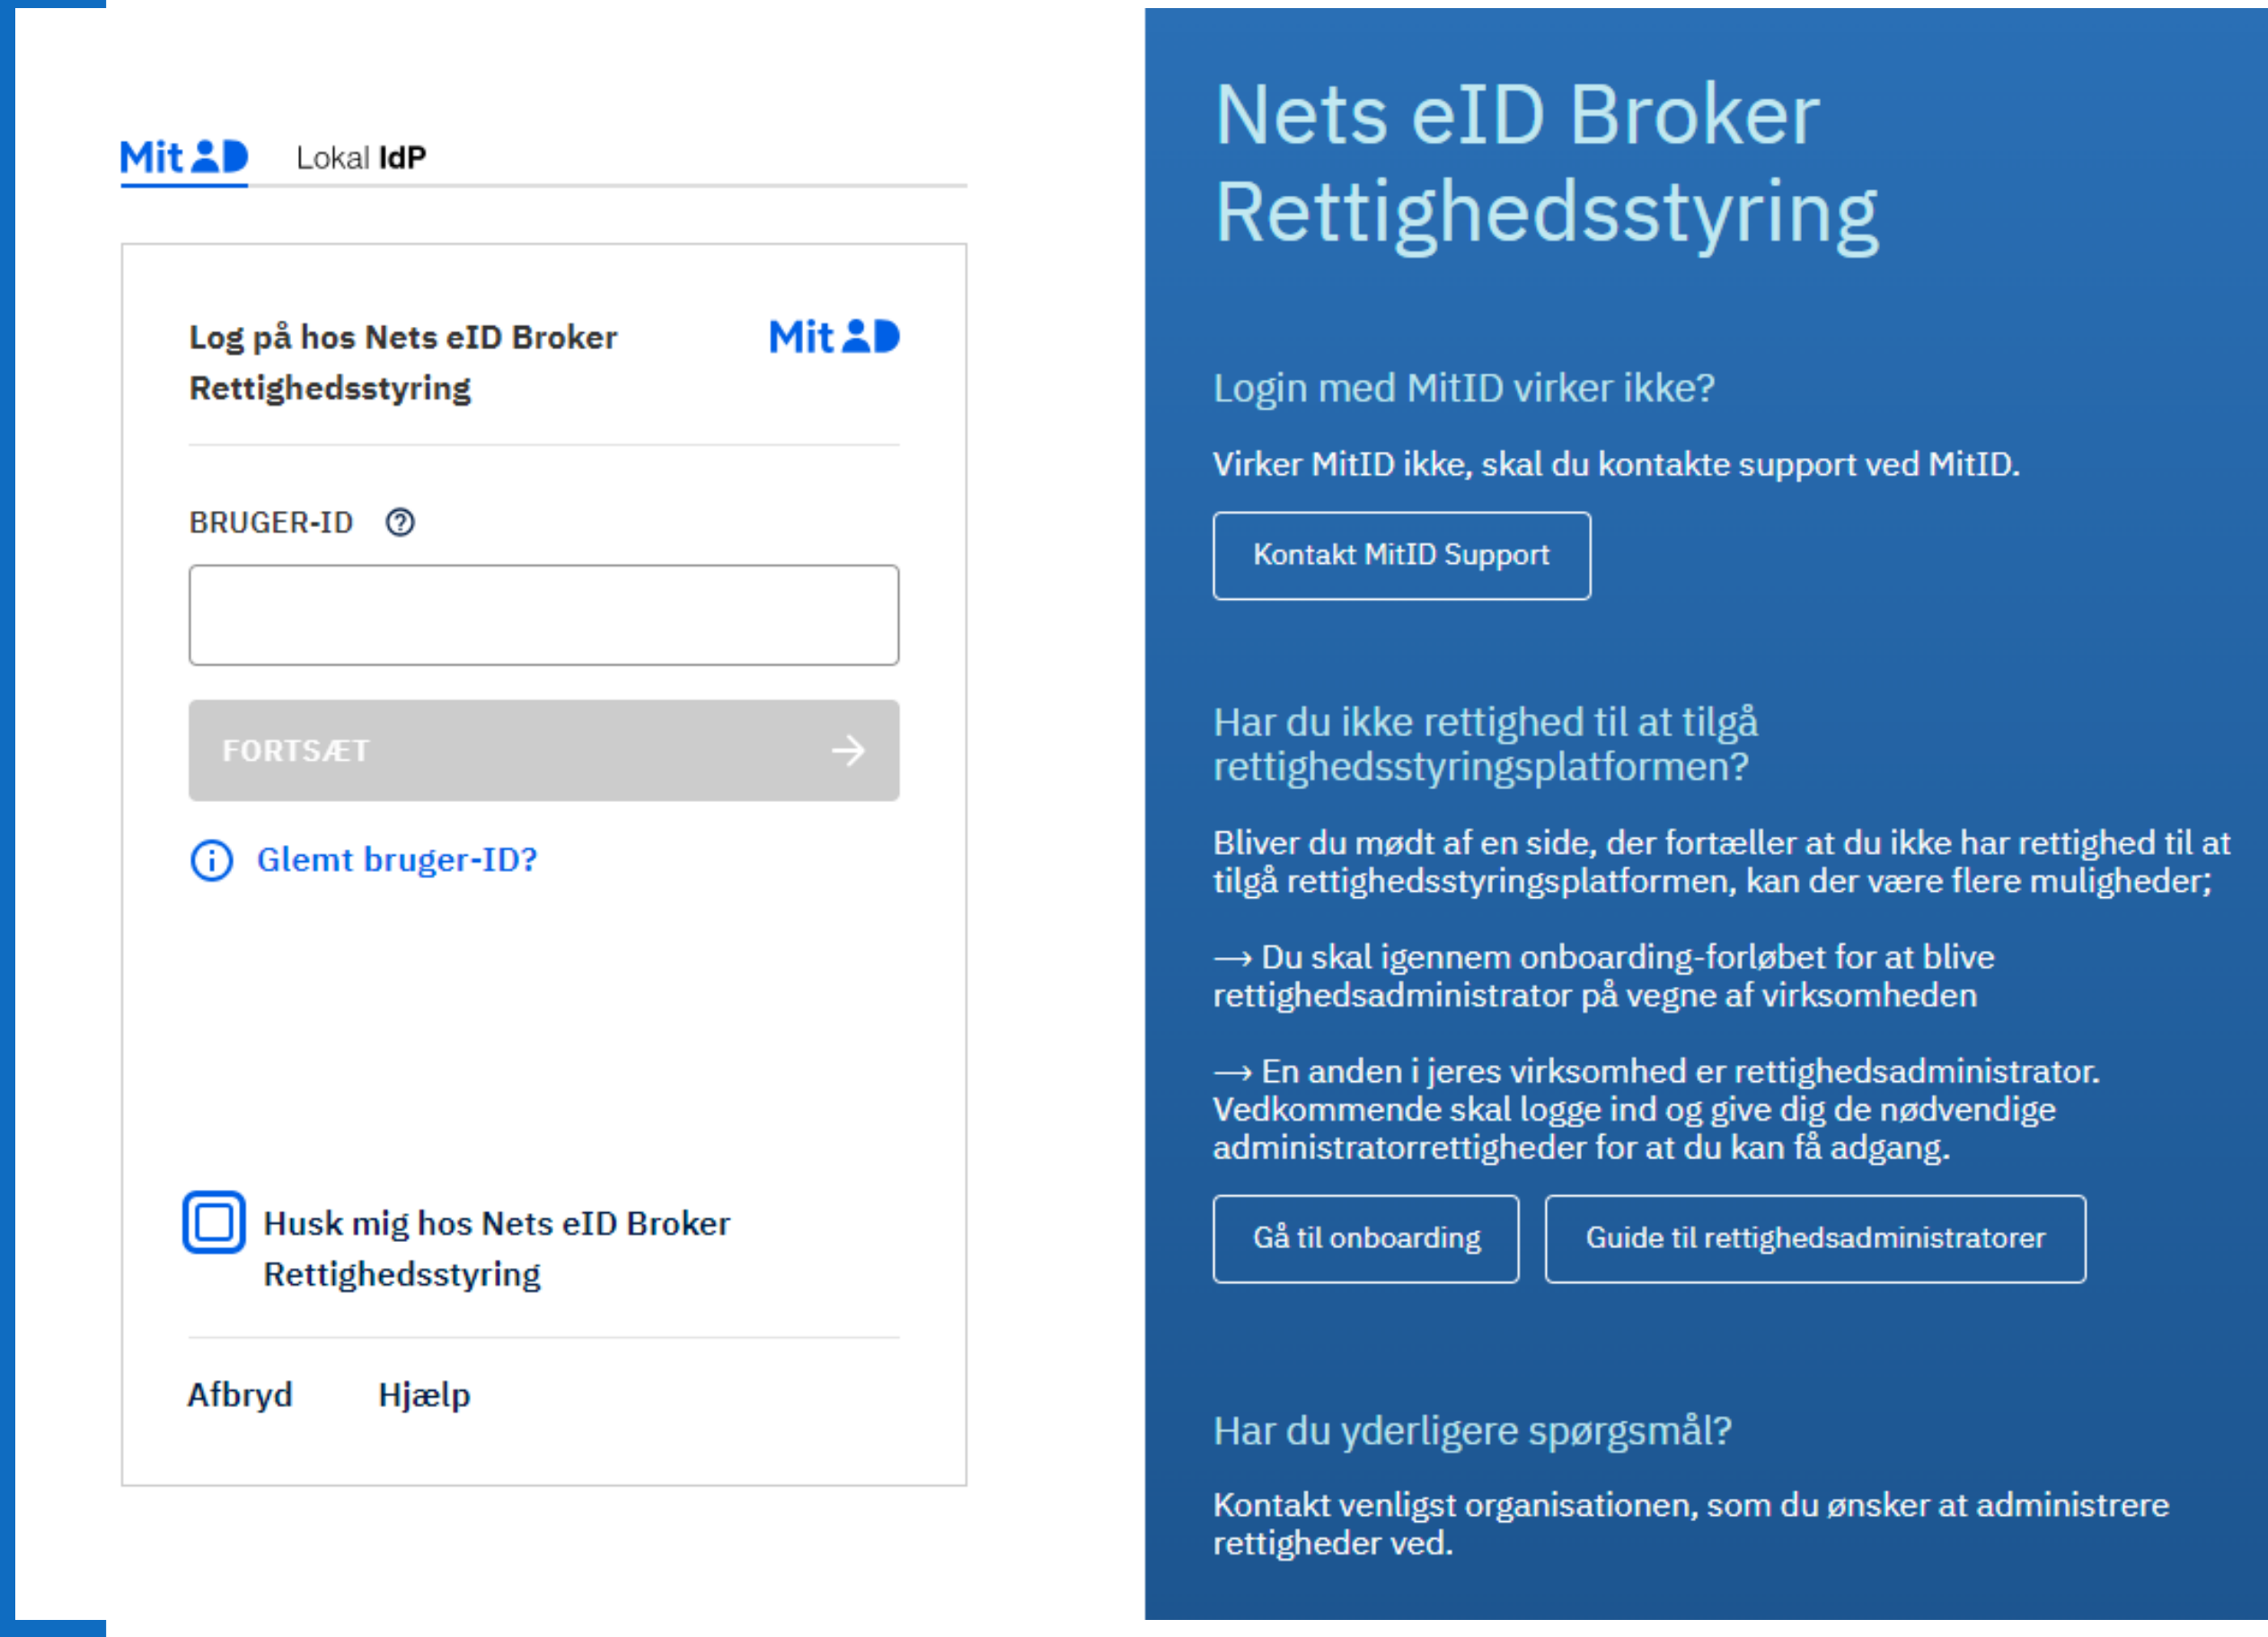 MitID
Lokal IdP
Log på hos Nets eID Broker
Rettighedsstyring
MitID
BRUGER-ID
FORTSÆT
Glemt bruger-ID?
Husk mig hos Nets eID Broker
Rettighedsstyring
Afbryd
Hjælp
Nets eID Broker
Rettighedsstyring
Login med MitID virker ikke?
Virker MitID ikke, skal du kontakte support ved MitID.
Kontakt MitID Support
Har du ikke rettighed til at tilgå
rettighedsstyringsplatformen?
Bliver du mødt af en side, der fortæller at du ikke har rettighed til at
tilgå rettighedsstyringsplatformen, kan der være flere muligheder;
→ Du skal igennem onboarding-forløbet for at blive
rettighedsadministrator på vegne af virksomheden
→ En anden i jeres virksomhed er rettighedsadministrator.
Vedkommende skal logge ind og give dig de nødvendige
administratorrettigheder for at du kan få adgang.
Gå til onboarding
Guide til rettighedsadministratorer
Har du yderligere spørgsmål?
Kontakt venligst organisationen, som du ønsker at administrere
rettigheder ved.